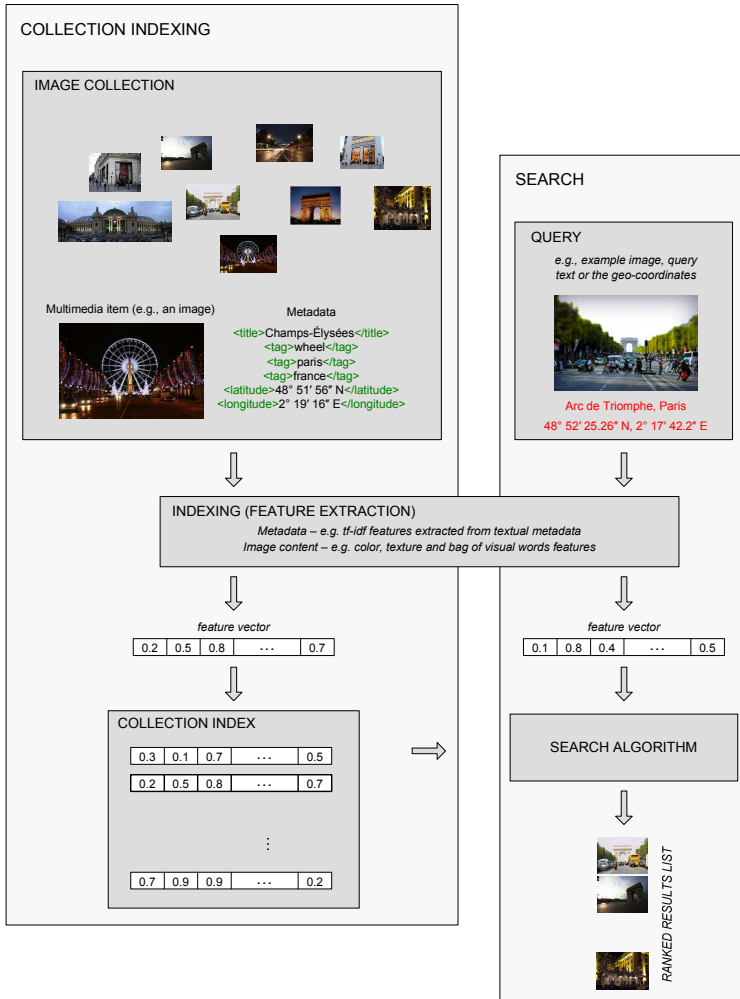 COLLECTION INDEXING
IMAGE COLLECTION
Multimedia item (e.g., an image)
Metadata
<title>Champs-Élysées</title>
<tag>wheel</tag>
<tag>paris</tag>
<tag>france</tag>
<latitude>48° 51′ 56″ N</latitude>
<longitude>2° 19′ 16″ E</longitude>
SEARCH
QUERY
e.g., example image, query
text or the geo-coordinates
Arc de Triomphe, Paris
48° 52′ 25.26″ N, 2° 17′ 42.2″ E
INDEXING (FEATURE EXTRACTION)
Metadata – e.g. tf-idf features extracted from textual metadata
Image content – e.g. color, texture and bag of visual words features
feature vector
0.2 0.5 0.8 ... 0.7
feature vector
0.1 0.8 0.4 ... 0.5
COLLECTION INDEX
0.3 0.1 0.7 ... 0.5
0.2 0.5 0.8 ... 0.7
⋮
0.7 0.9 0.9 ... 0.2
SEARCH ALGORITHM
RANKED RESULTS LIST